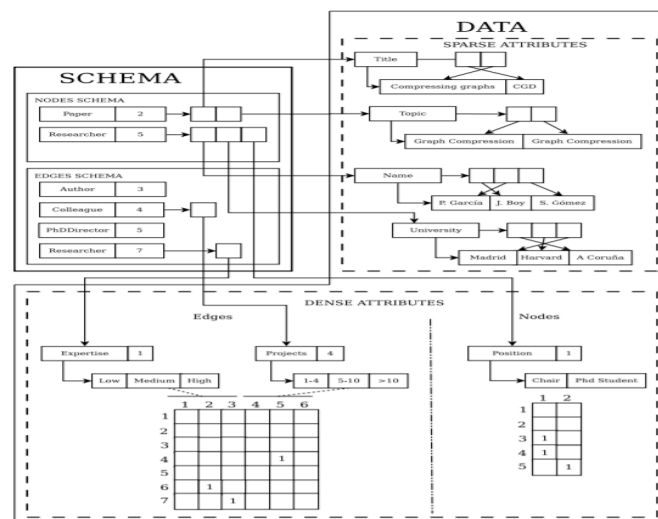 DATA
SCHEMA
SPARSE ATTRIBUTES
Title
Compressing graphs CGD
Topic
Graph Compression Graph Compression
Name
P. García J. Boy S. Gómez
University
Madrid Harvard A Coruña
NODES SCHEMA
Paper 2
Researcher 5
EDGES SCHEMA
Author 3
Colleague 4
PhDDirector 5
Researcher 7
DENSE ATTRIBUTES
Edges
Nodes
Expertise 1
Projects 4
Position 1
Low Medium High
1-4 5-10 >10
Chair Phd Student
1 2 3 4 5 6
1
2
3
4 1
5
6 1
7 1
1 2
1
2
3 1
4 1
5 1